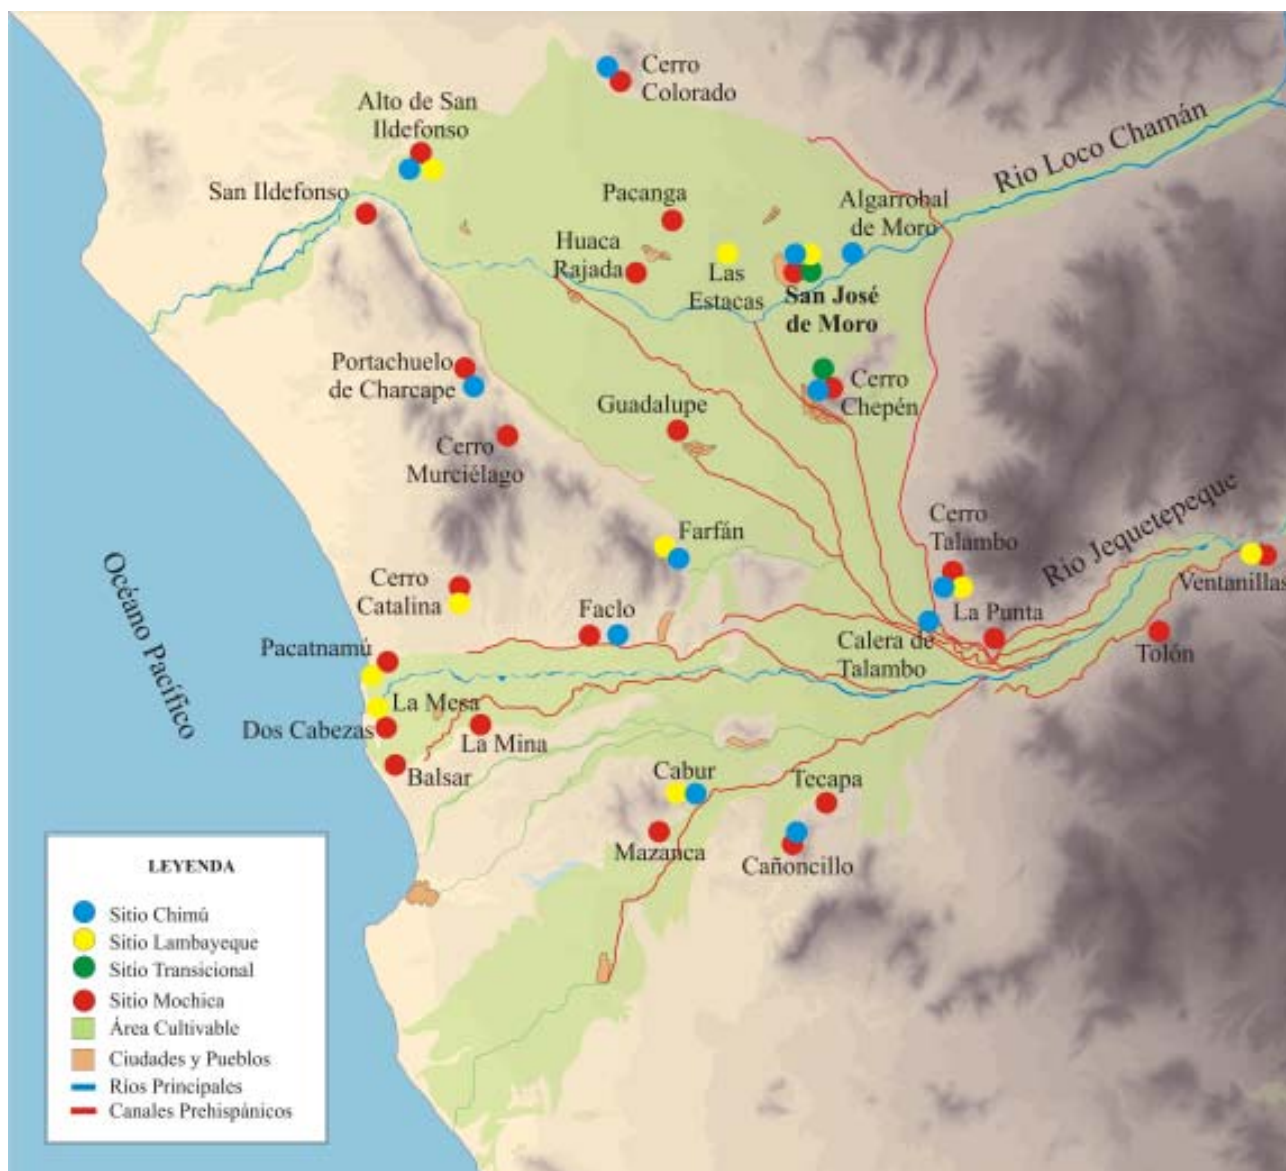 Cerro
Colorado
Alto de San
Ildefonso
Río Loco Chamán
San Ildefonso
Pacanga
Algarrobal
de Moro
Huaca
Rajada
Las
Estacas
San José
de Moro
Portachuelo
de Charcape
Cerro
Chepén
Guadalupe
Cerro
Murciélago
Río Jequetepeque
Cerro
Talambo
Farfán
Océano Pacífico
Cerro
Catalina
Faclo
La Punta
Ventanillas
Calera de
Talambo
Tolón
Pacatnamú
La Mesa
Dos Cabezas
La Mina
Balsar
Cabur
Tecapa
Mazanca
Cañoncillo
LEYENDA
Sitio Chimú
Sitio Lambayeque
Sitio Transicional
Sitio Mochica
Área Cultivable
Ciudades y Pueblos
Ríos Principales
Canales Prehispánicos